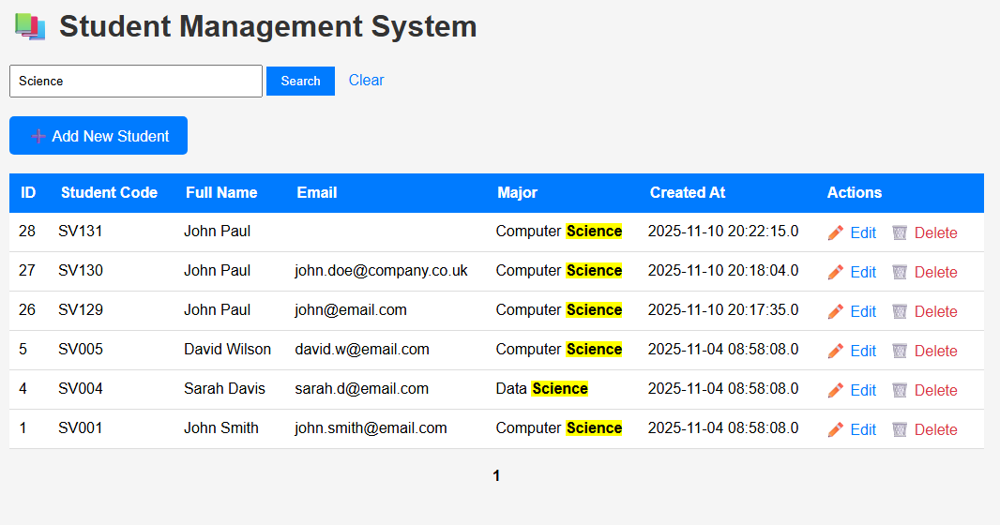 Student Management System
Science Search Clear
Add New Student
ID Student Code Full Name Email Major Created At Actions
28 SV131 John Paul Computer Science 2025-11-10 20:22:15.0 Edit Delete
27 SV130 John Paul john.doe@company.co.uk Computer Science 2025-11-10 20:18:04.0 Edit Delete
26 SV129 John Paul john@email.com Computer Science 2025-11-10 20:17:35.0 Edit Delete
5 SV005 David Wilson david.w@email.com Computer Science 2025-11-04 08:58:08.0 Edit Delete
4 SV004 Sarah Davis sarah.d@email.com Data Science 2025-11-04 08:58:08.0 Edit Delete
1 SV001 John Smith john.smith@email.com Computer Science 2025-11-04 08:58:08.0 Edit Delete
1